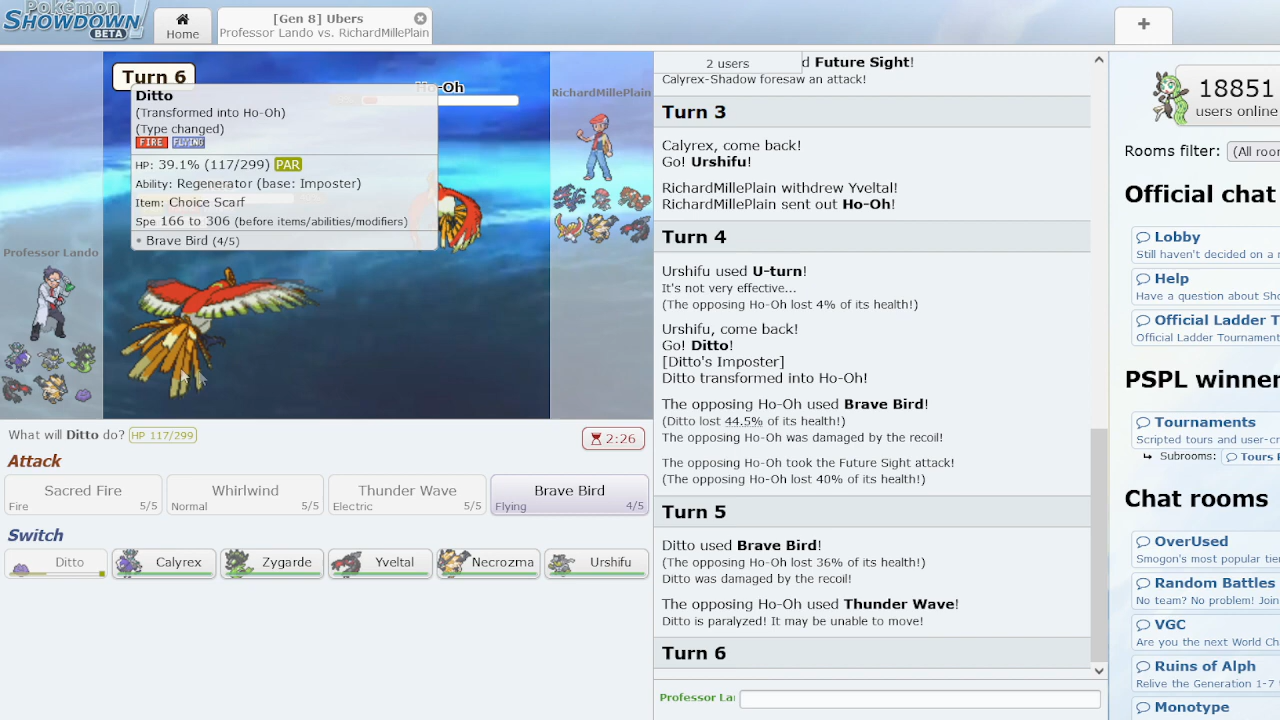 Pokémon
SHOWDOWN!
BETA
Home
[Gen 8] Ubers
Professor Lando vs. RichardMillePlain
+
Turn 6
Ho-Oh
Ditto
(Transformed into Ho-Oh)
(Type changed)
FIRE FLYING
HP: 39.1% (117/299) PAR
Ability: Regenerator (base: Imposter)
Item: Choice Scarf
Spe 166 to 306 (before items/abilities/modifiers)
• Brave Bird (4/5)
RichardMillePlain
Professor Lando
What will Ditto do? HP 117/299
2:26
Attack
Sacred Fire
Fire 5/5
Whirlwind
Normal 5/5
Thunder Wave
Electric 5/5
Brave Bird
Flying 4/5
Switch
Ditto
Calyrex
Zygarde
Yveltal
Necrozma
Urshifu
2 users
d Future Sight!
Calyrex-Shadow foresaw an attack!
Turn 3
Calyrex, come back!
Go! Urshifu!
RichardMillePlain withdrew Yveltal!
RichardMillePlain sent out Ho-Oh!
Turn 4
Urshifu used U-turn!
It's not very effective...
(The opposing Ho-Oh lost 4% of its health!)
Urshifu, come back!
Go! Ditto!
[Ditto's Imposter]
Ditto transformed into Ho-Oh!
The opposing Ho-Oh used Brave Bird!
(Ditto lost 44.5% of its health!)
The opposing Ho-Oh was damaged by the recoil!
The opposing Ho-Oh took the Future Sight attack!
(The opposing Ho-Oh lost 40% of its health!)
Turn 5
Ditto used Brave Bird!
(The opposing Ho-Oh lost 36% of its health!)
Ditto was damaged by the recoil!
The opposing Ho-Oh used Thunder Wave!
Ditto is paralyzed! It may be unable to move!
Turn 6
Professor La
18851
users online
Rooms filter: (All roo
Official chat
Lobby
Still haven't decided on a
Help
Have a question about Sh
Official Ladder T
Official Ladder Tournament
PSPL winner
Tournaments
Scripted tours and user-c
Subrooms: Tours
Chat rooms
OverUsed
Smogon's most popular tie
Random Battles
No team? No problem! Join
VGC
Are you the next World Ch
Ruins of Alph
Relive the Generation 1-7
Monotype